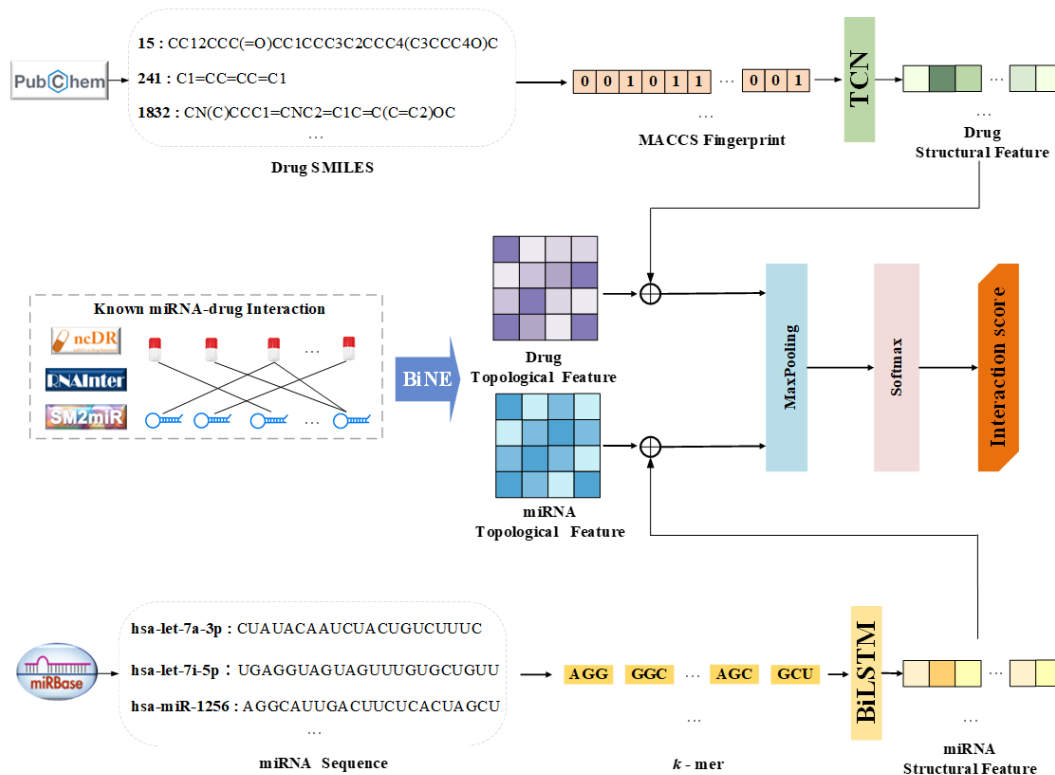 PubChem
15 : CC12CCC(=O)CC1CCC3C2CCC4(C3CCC4O)C
241 : C1=CC=CC=C1
1832 : CN(C)CCC1=CNC2=C1C=C(C=C2)OC
...
Drug SMILES
0 0 1 0 1 1 ... 0 0 1
...
MACCS Fingerprint
TCN
...
...
Drug
Structural Feature
Known miRNA-drug Interaction
ncDR
RNAInter
SM2miR
...
...
BiNE
Drug
Topological Feature
miRNA
Topological Feature
MaxPooling
Softmax
Interaction score
miRBase
hsa-let-7a-3p : CUAUACAAUCUACUGUCUUUC
hsa-let-7i-5p : UGAGGUAGUAGUUUGUGCUGUU
hsa-miR-1256 : AGGCAUUGACUUCUCACUAGCU
...
miRNA Sequence
AGG GGC ... AGC GCU
...
k - mer
BiLSTM
...
...
miRNA
Structural Feature